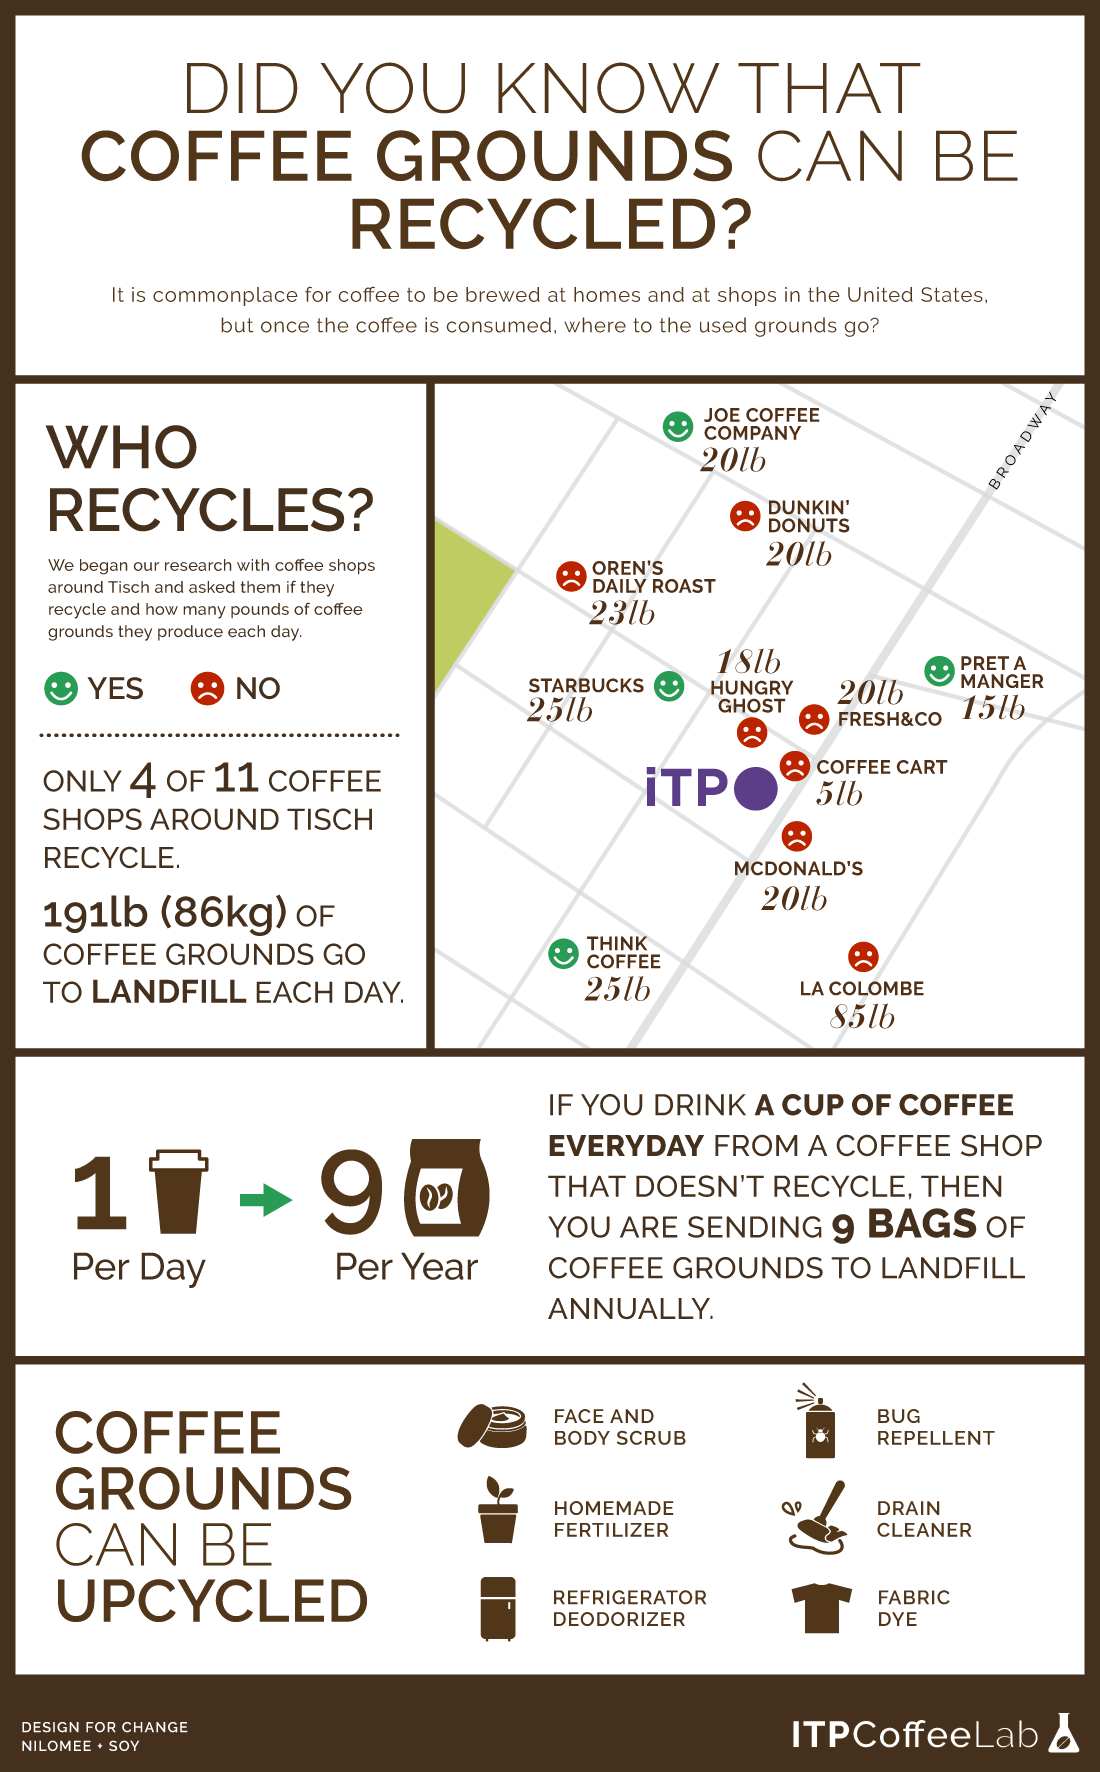 DID YOU KNOW THAT
COFFEE GROUNDS CAN BE
RECYCLED?
It is commonplace for coffee to be brewed at homes and at shops in the United States,
but once the coffee is consumed, where to the used grounds go?
WHO
RECYCLES?
We began our research with coffee shops
around Tisch and asked them if they
recycle and how many pounds of coffee
grounds they produce each day.
YES NO
ONLY 4 OF 11 COFFEE
SHOPS AROUND TISCH
RECYCLE.
191lb (86kg) OF
COFFEE GROUNDS GO
TO LANDFILL EACH DAY.
BROADWAY
JOE COFFEE
COMPANY
20lb
DUNKIN'
DONUTS
20lb
OREN'S
DAILY ROAST
23lb
STARBUCKS
25lb
18lb
HUNGRY
GHOST
20lb
FRESH&CO
PRET A
MANGER
15lb
iTP
COFFEE CART
5lb
MCDONALD'S
20lb
THINK
COFFEE
25lb
LA COLOMBE
85lb
1
Per Day
9
Per Year
IF YOU DRINK A CUP OF COFFEE
EVERYDAY FROM A COFFEE SHOP
THAT DOESN'T RECYCLE, THEN
YOU ARE SENDING 9 BAGS OF
COFFEE GROUNDS TO LANDFILL
ANNUALLY.
COFFEE
GROUNDS
CAN BE
UPCYCLED
FACE AND
BODY SCRUB
HOMEMADE
FERTILIZER
REFRIGERATOR
DEODORIZER
BUG
REPELLENT
DRAIN
CLEANER
FABRIC
DYE
DESIGN FOR CHANGE
NILOMEE + SOY
ITPCoffeeLab